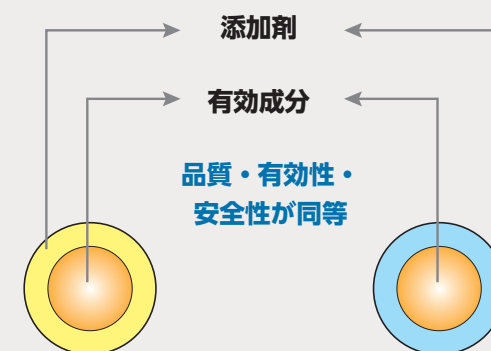 添加剤
有効成分
品質・有効性・
安全性が同等